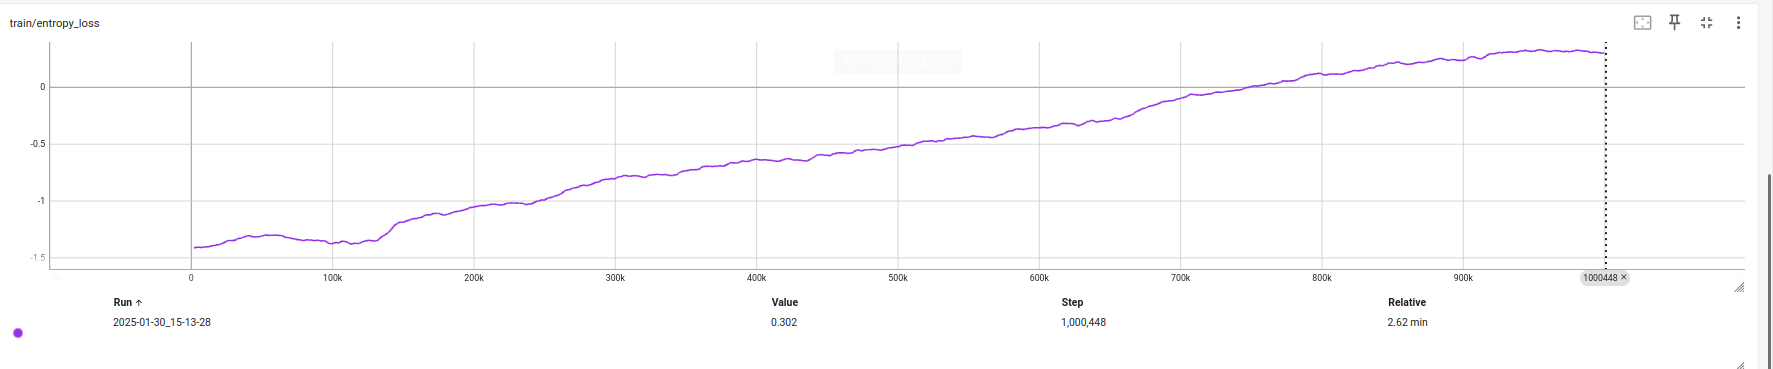 train/entropy_loss
0
-0.5
-1
-1.5
0 100k 200k 300k 400k 500k 600k 700k 800k 900k 1000448 ×
Run ↑ Value Step Relative
2025-01-30_15-13-28 0.302 1,000,448 2.62 min